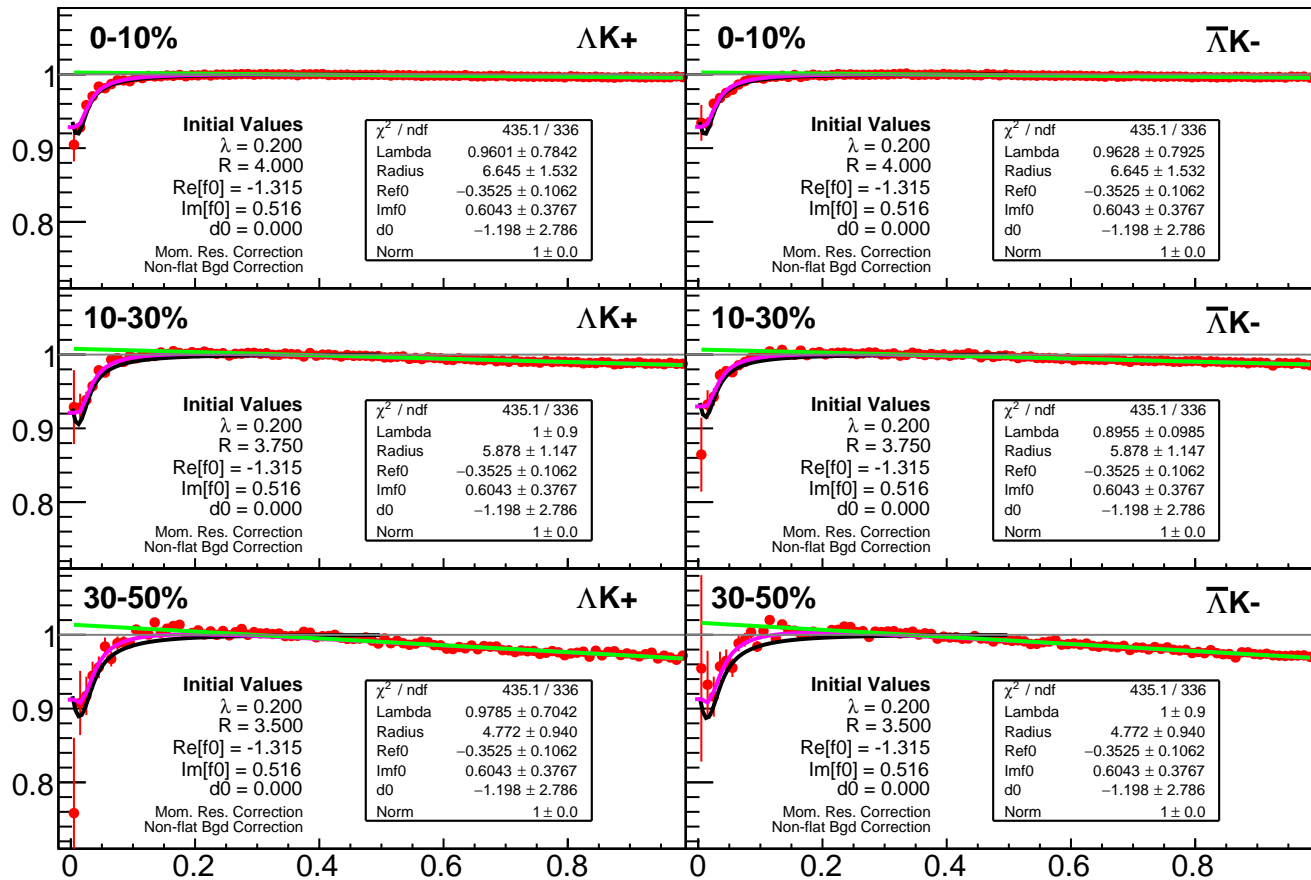 0-10%
ΛK+
Initial Values
λ = 0.200
R = 4.000
Re[f0] = -1.315
Im[f0] = 0.516
d0 = 0.000
Mom. Res. Correction
Non-flat Bgd Correction
χ² / ndf 435.1 / 336
Lambda 0.9601 ± 0.7842
Radius 6.645 ± 1.532
Ref0 −0.3525 ± 0.1062
Imf0 0.6043 ± 0.3767
d0 −1.198 ± 2.786
Norm 1 ± 0.0
1
0.9
0.8
0-10%
Λ̅K-
Initial Values
λ = 0.200
R = 4.000
Re[f0] = -1.315
Im[f0] = 0.516
d0 = 0.000
Mom. Res. Correction
Non-flat Bgd Correction
χ² / ndf 435.1 / 336
Lambda 0.9628 ± 0.7925
Radius 6.645 ± 1.532
Ref0 −0.3525 ± 0.1062
Imf0 0.6043 ± 0.3767
d0 −1.198 ± 2.786
Norm 1 ± 0.0
10-30%
ΛK+
Initial Values
λ = 0.200
R = 3.750
Re[f0] = -1.315
Im[f0] = 0.516
d0 = 0.000
Mom. Res. Correction
Non-flat Bgd Correction
χ² / ndf 435.1 / 336
Lambda 1 ± 0.9
Radius 5.878 ± 1.147
Ref0 −0.3525 ± 0.1062
Imf0 0.6043 ± 0.3767
d0 −1.198 ± 2.786
Norm 1 ± 0.0
1
0.9
0.8
10-30%
Λ̅K-
Initial Values
λ = 0.200
R = 3.750
Re[f0] = -1.315
Im[f0] = 0.516
d0 = 0.000
Mom. Res. Correction
Non-flat Bgd Correction
χ² / ndf 435.1 / 336
Lambda 0.8955 ± 0.0985
Radius 5.878 ± 1.147
Ref0 −0.3525 ± 0.1062
Imf0 0.6043 ± 0.3767
d0 −1.198 ± 2.786
Norm 1 ± 0.0
30-50%
ΛK+
Initial Values
λ = 0.200
R = 3.500
Re[f0] = -1.315
Im[f0] = 0.516
d0 = 0.000
Mom. Res. Correction
Non-flat Bgd Correction
χ² / ndf 435.1 / 336
Lambda 0.9785 ± 0.7042
Radius 4.772 ± 0.940
Ref0 −0.3525 ± 0.1062
Imf0 0.6043 ± 0.3767
d0 −1.198 ± 2.786
Norm 1 ± 0.0
1
0.9
0.8
30-50%
Λ̅K-
Initial Values
λ = 0.200
R = 3.500
Re[f0] = -1.315
Im[f0] = 0.516
d0 = 0.000
Mom. Res. Correction
Non-flat Bgd Correction
χ² / ndf 435.1 / 336
Lambda 1 ± 0.9
Radius 4.772 ± 0.940
Ref0 −0.3525 ± 0.1062
Imf0 0.6043 ± 0.3767
d0 −1.198 ± 2.786
Norm 1 ± 0.0
0 0.2 0.4 0.6 0.8 0 0.2 0.4 0.6 0.8